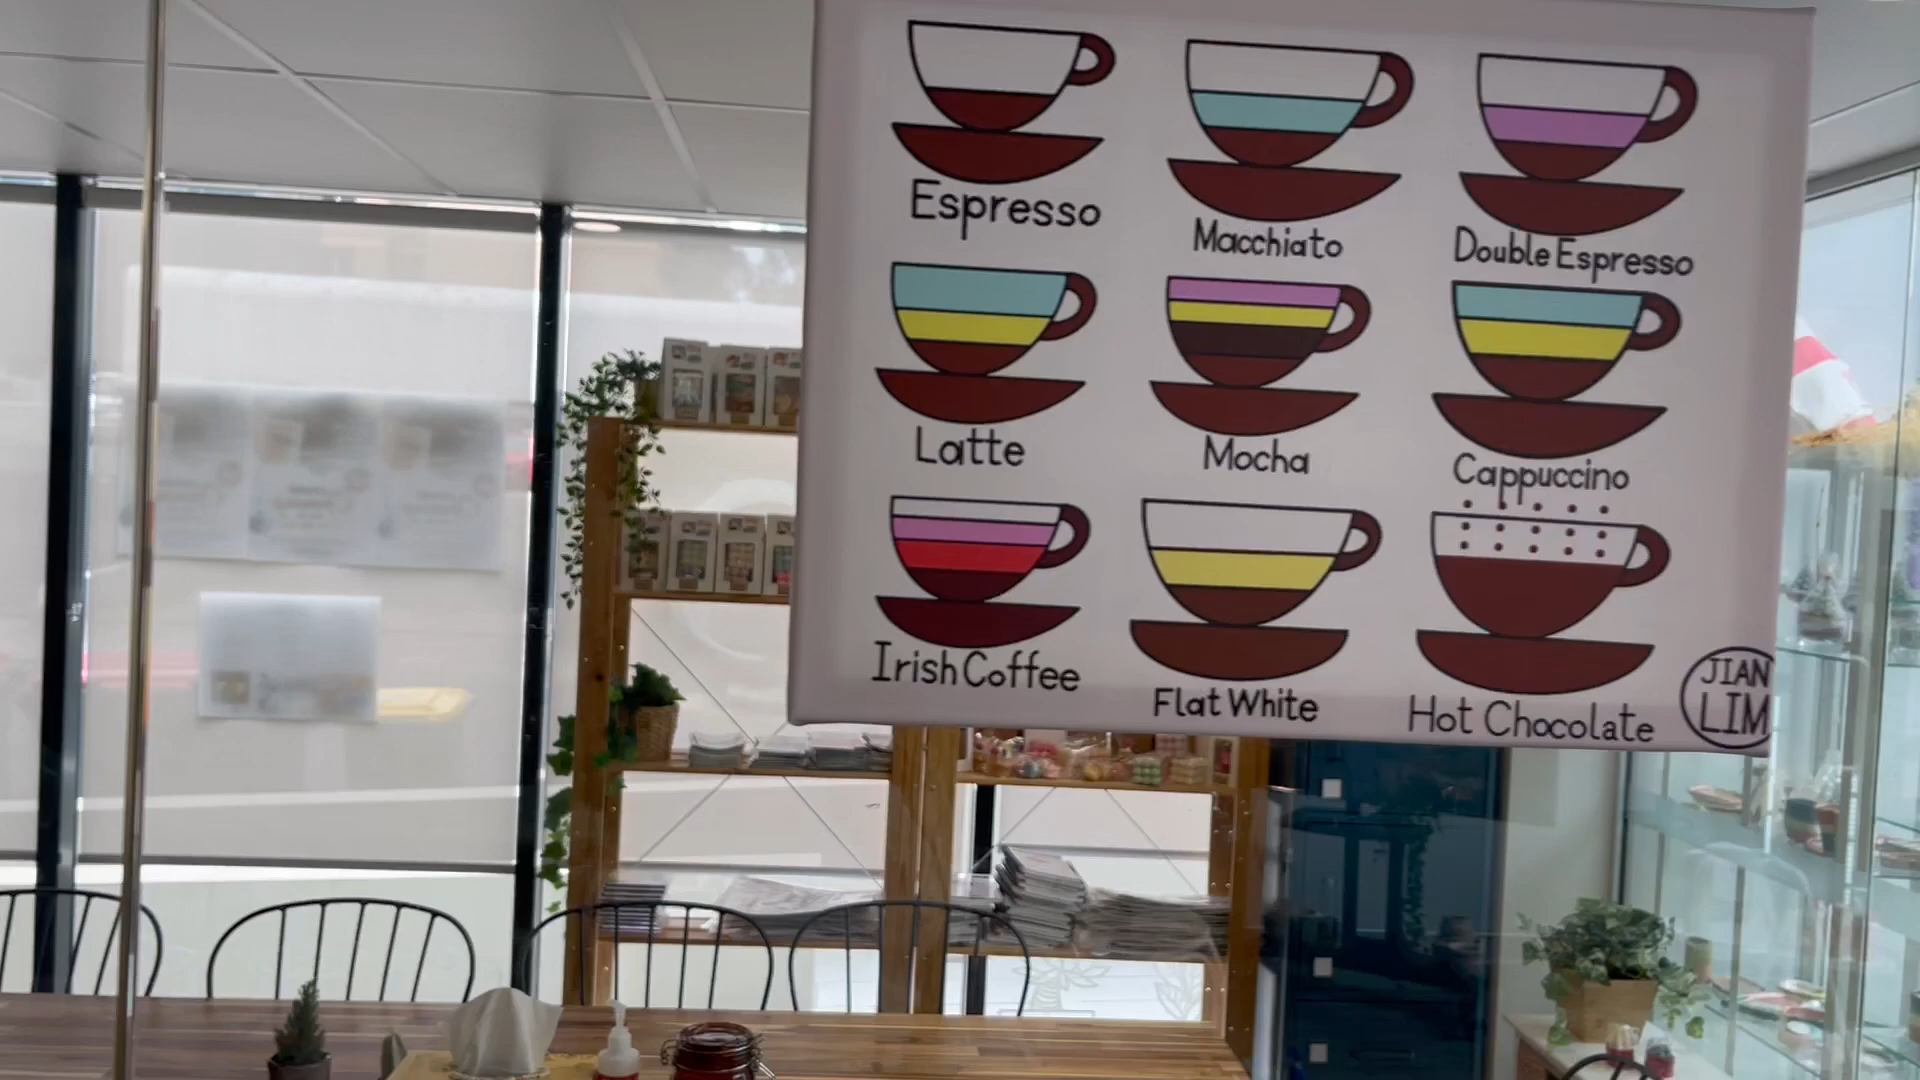 Espresso
Macchiato
Double Espresso
Latte
Mocha
Cappuccino
Irish Coffee
Flat White
Hot Chocolate
JIAN
LIM